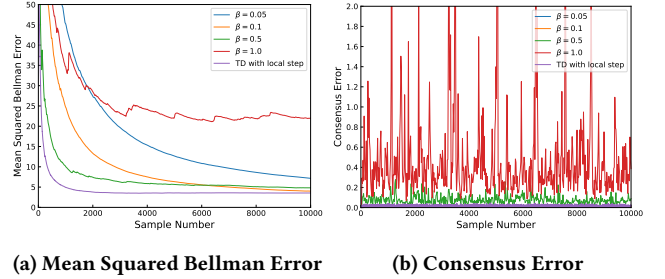 50
45
40
35
30
25
20
15
10
5
0
Mean Squared Bellman Error
β = 0.05
β = 0.1
β = 0.5
β = 1.0
TD with local step
0 2000 4000 6000 8000 10000
Sample Number
2.0
1.8
1.6
1.4
1.2
1.0
0.8
0.6
0.4
0.2
0.0
Consensus Error
β = 0.05
β = 0.1
β = 0.5
β = 1.0
TD with local step
0 2000 4000 6000 8000 10000
Sample Number
(a) Mean Squared Bellman Error
(b) Consensus Error